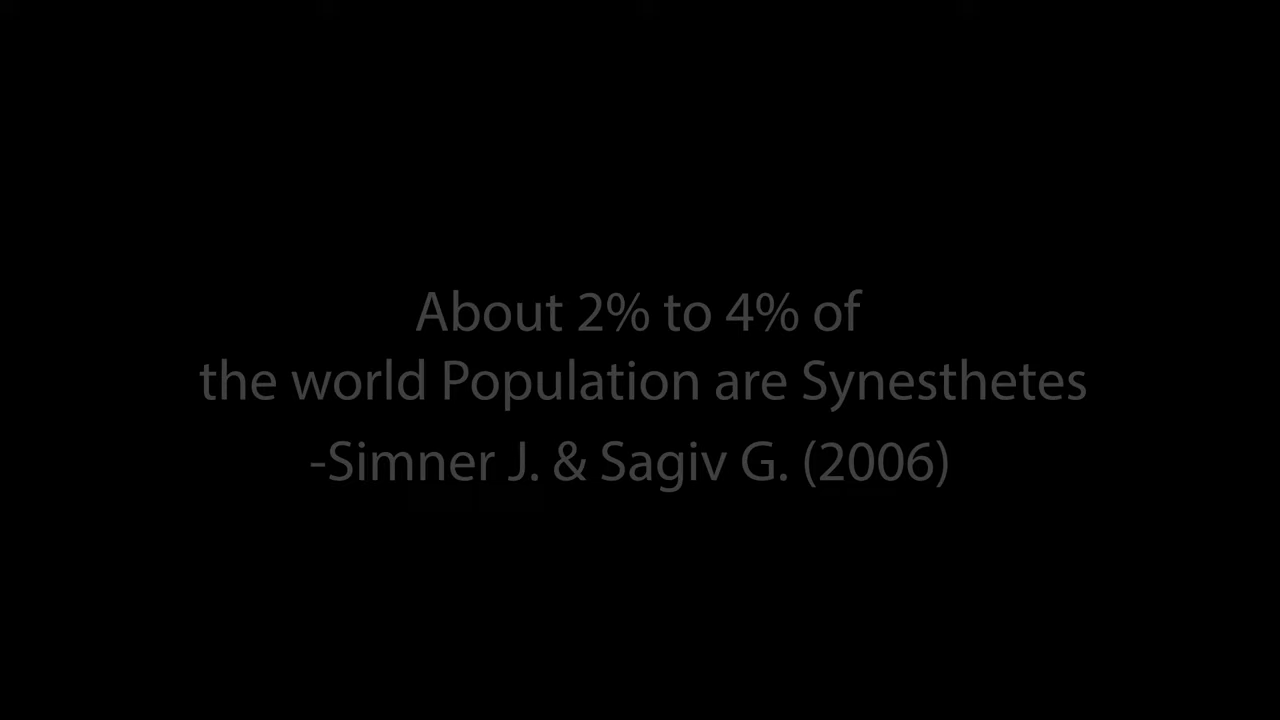 About 2% to 4% of
the world Population are Synesthetes
-Simner J. & Sagiv G. (2006)